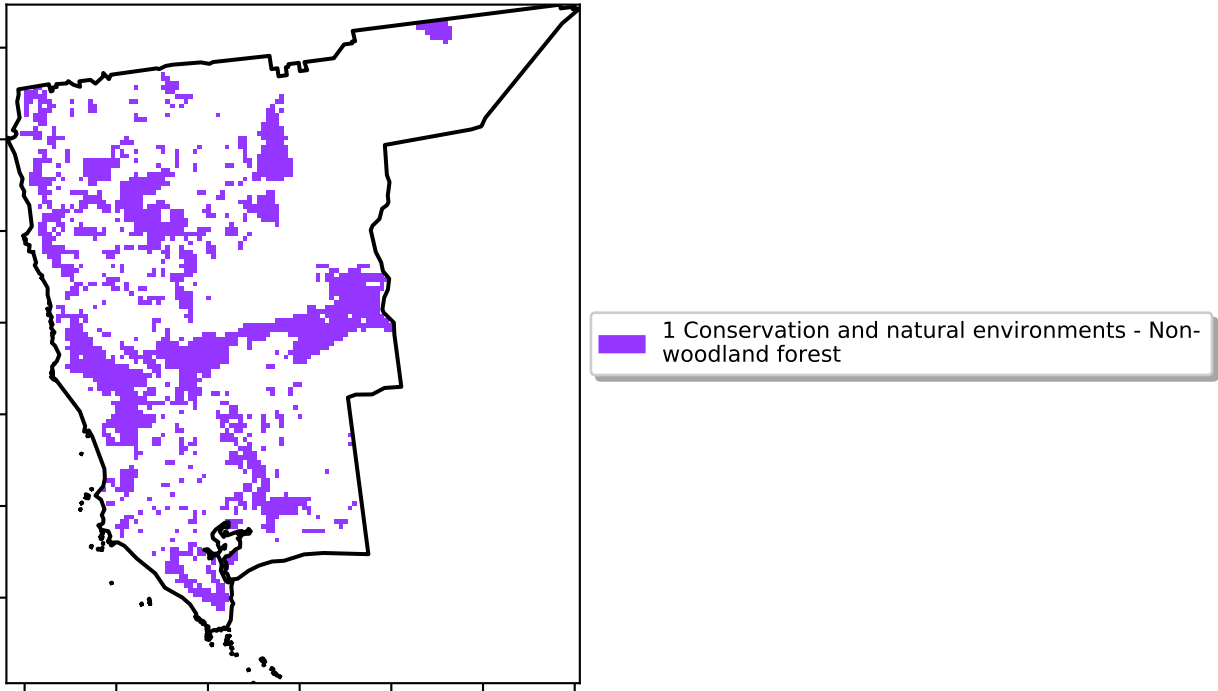 1 Conservation and natural environments - Non-
woodland forest